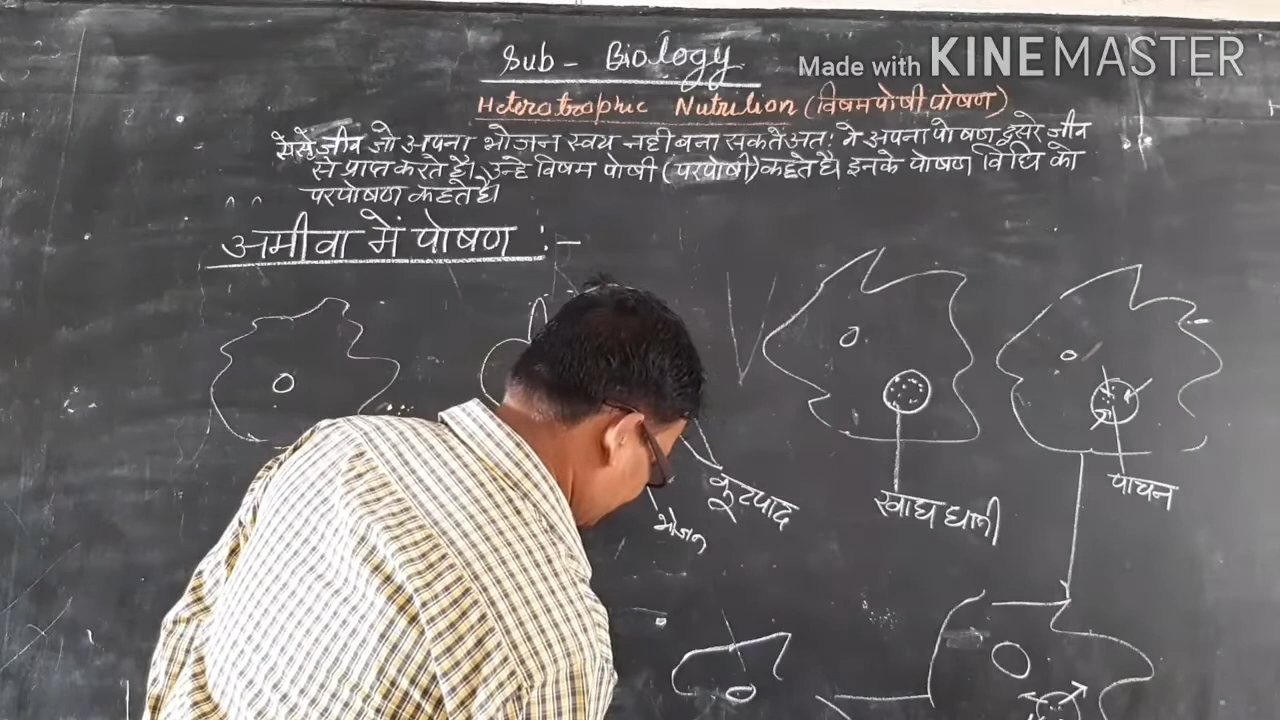 Made with KINEMASTER
Sub - Biology
Heterotrophic Nutrition (विषमपोषी पोषण)
ऐसे जीव जो अपना भोजन स्वय नही बना सकते अत: वे अपना पोषण दुसरे जीव
से प्राप्त करते है। उन्हे विषम पोषी (परपोषी) कहते है। इनके पोषण विधि को
परपोषण कहते है।
अमीबा में पोषण :-
कूटपाद
भोजन
खाद्य धानी
पाचन